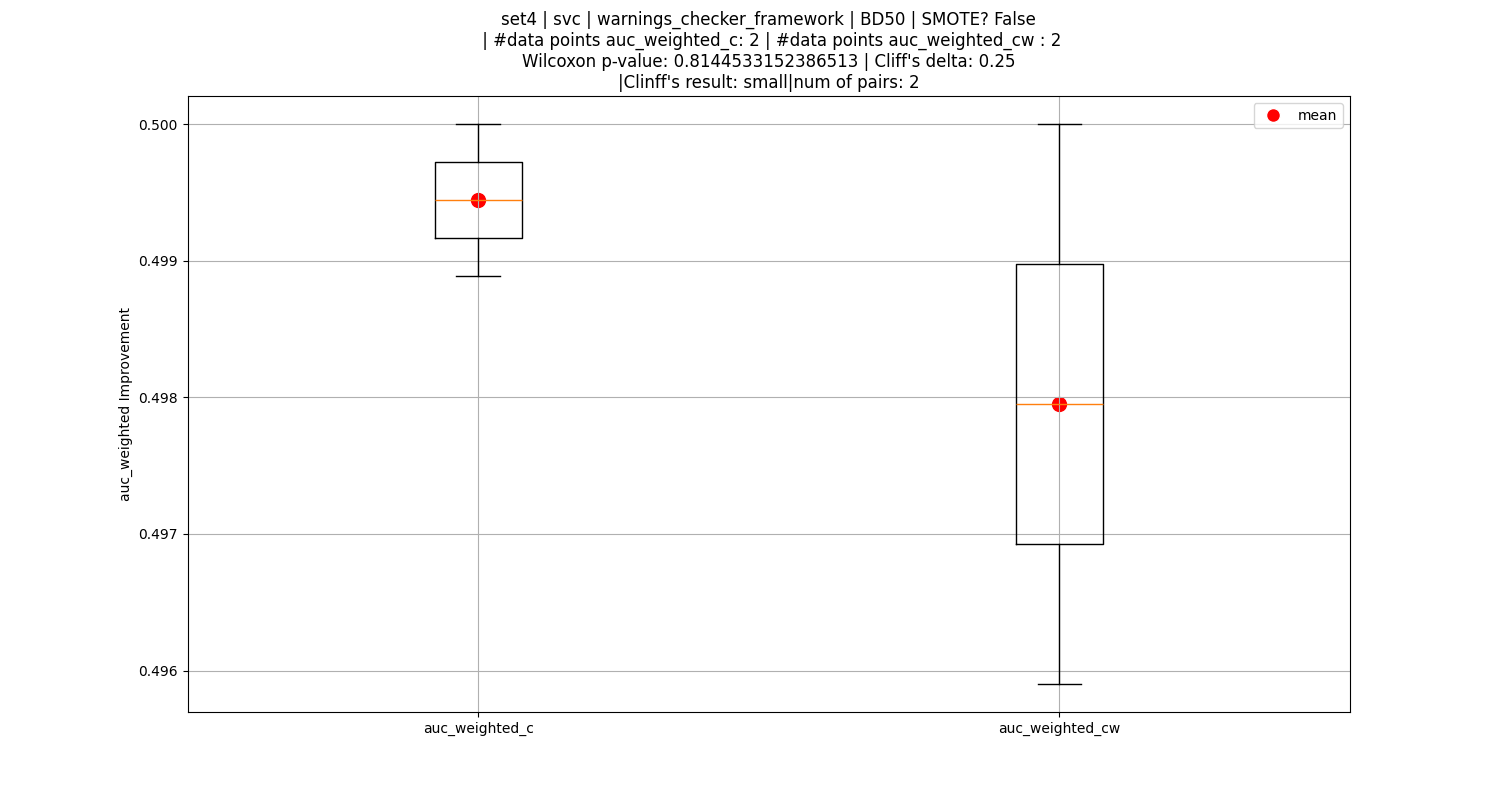 set4 | svc | warnings_checker_framework | BD50 | SMOTE? False
| #data points auc_weighted_c: 2 | #data points auc_weighted_cw : 2
Wilcoxon p-value: 0.8144533152386513 | Cliff's delta: 0.25
|Clinff's result: small|num of pairs: 2
mean
0.500
0.499
0.498
0.497
0.496
auc_weighted Improvement
auc_weighted_c
auc_weighted_cw